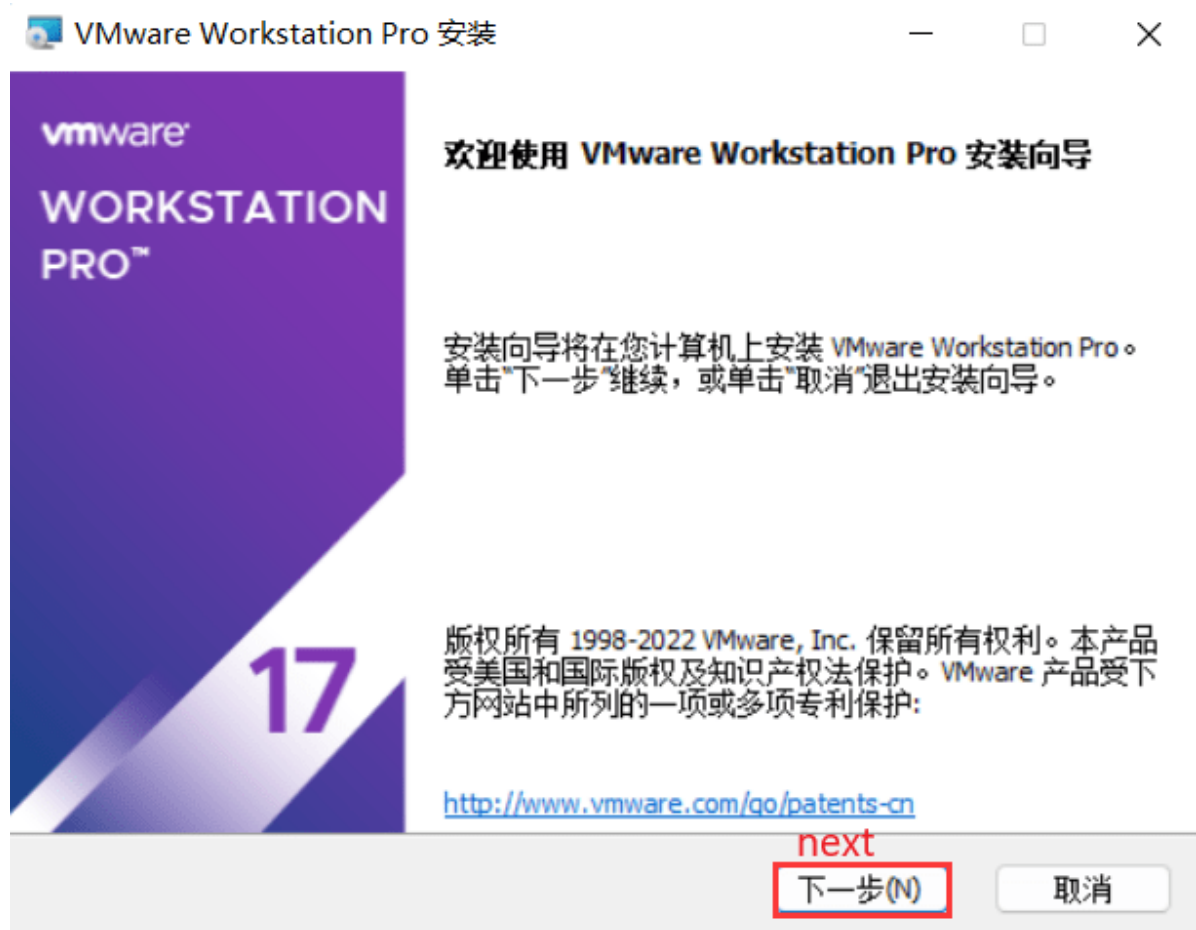 VMware Workstation Pro 安装
vmware
WORKSTATION
PRO™
17
欢迎使用 VMware Workstation Pro 安装向导
安装向导将在您计算机上安装 VMware Workstation Pro。
单击"下一步"继续，或单击"取消"退出安装向导。
版权所有 1998-2022 VMware, Inc. 保留所有权利。本产品
受美国和国际版权及知识产权法保护。VMware 产品受下
方网站中所列的一项或多项专利保护:
http://www.vmware.com/go/patents-cn
next
下一步(N)
取消